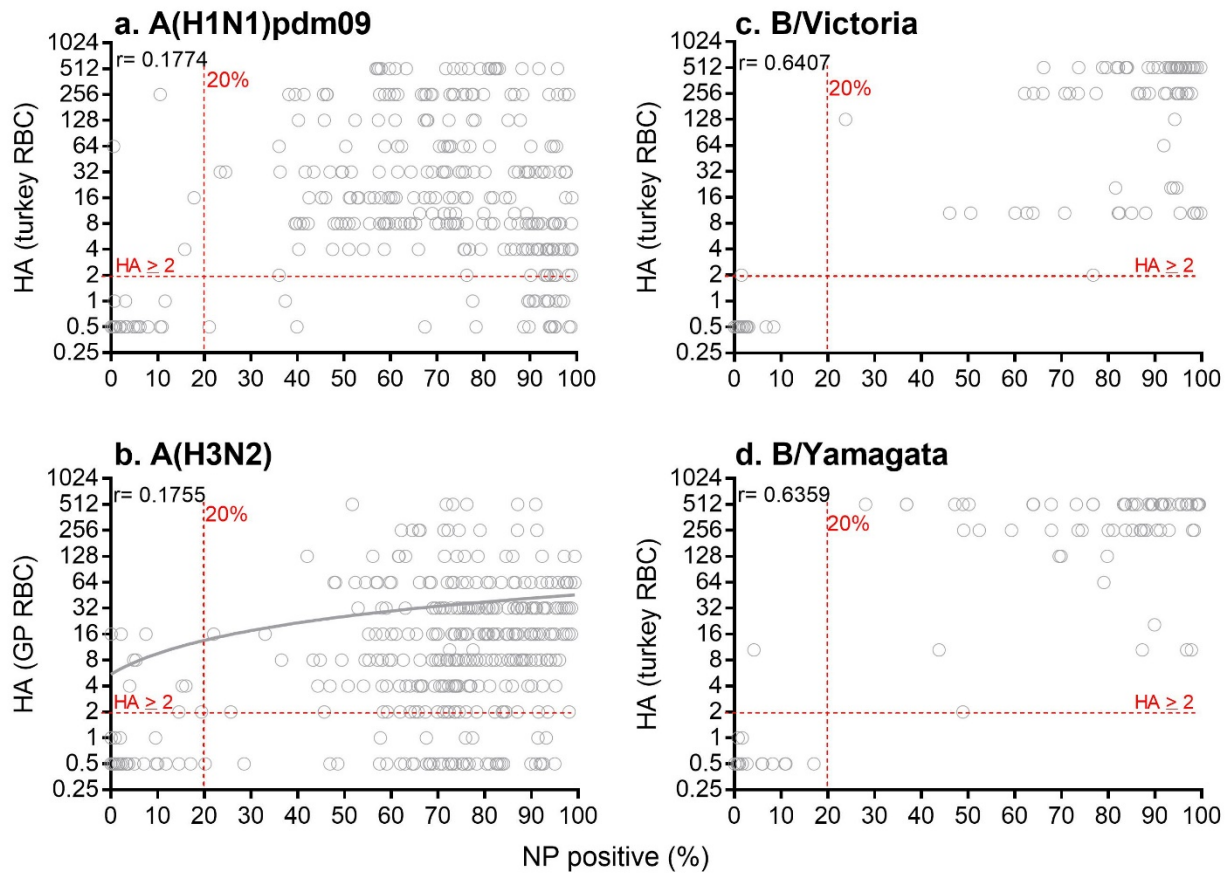 a. A(H1N1)pdm09
r= 0.1774
20%
HA ≥ 2
HA (turkey RBC)
1024
512
256
128
64
32
16
8
4
2
1
0.5
0.25
0 10 20 30 40 50 60 70 80 90 100
c. B/Victoria
r= 0.6407
20%
HA ≥ 2
HA (turkey RBC)
1024
512
256
128
64
32
16
8
4
2
1
0.5
0.25
0 10 20 30 40 50 60 70 80 90 100
b. A(H3N2)
r= 0.1755
20%
HA ≥ 2
HA (GP RBC)
1024
512
256
128
64
32
16
8
4
2
1
0.5
0.25
0 10 20 30 40 50 60 70 80 90 100
d. B/Yamagata
r= 0.6359
20%
HA ≥ 2
HA (turkey RBC)
1024
512
256
128
64
32
16
8
4
2
1
0.5
0.25
0 10 20 30 40 50 60 70 80 90 100
NP positive (%)